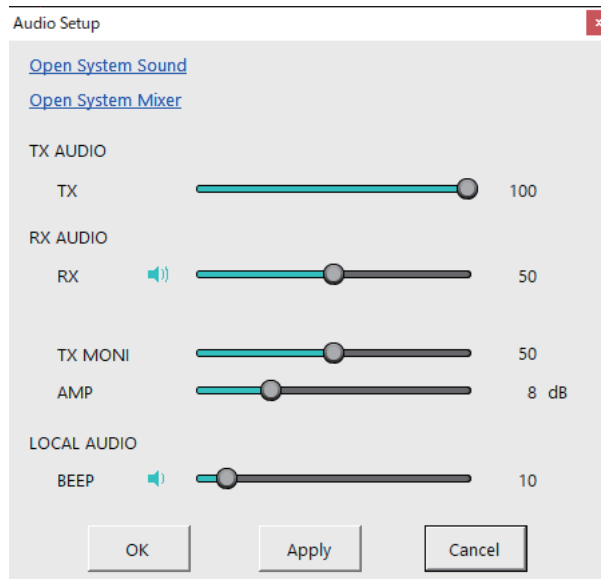 Audio Setup
Open System Sound
Open System Mixer
TX AUDIO
TX 100
RX AUDIO
RX 50
TX MONI 50
AMP 8 dB
LOCAL AUDIO
BEEP 10
OK Apply Cancel